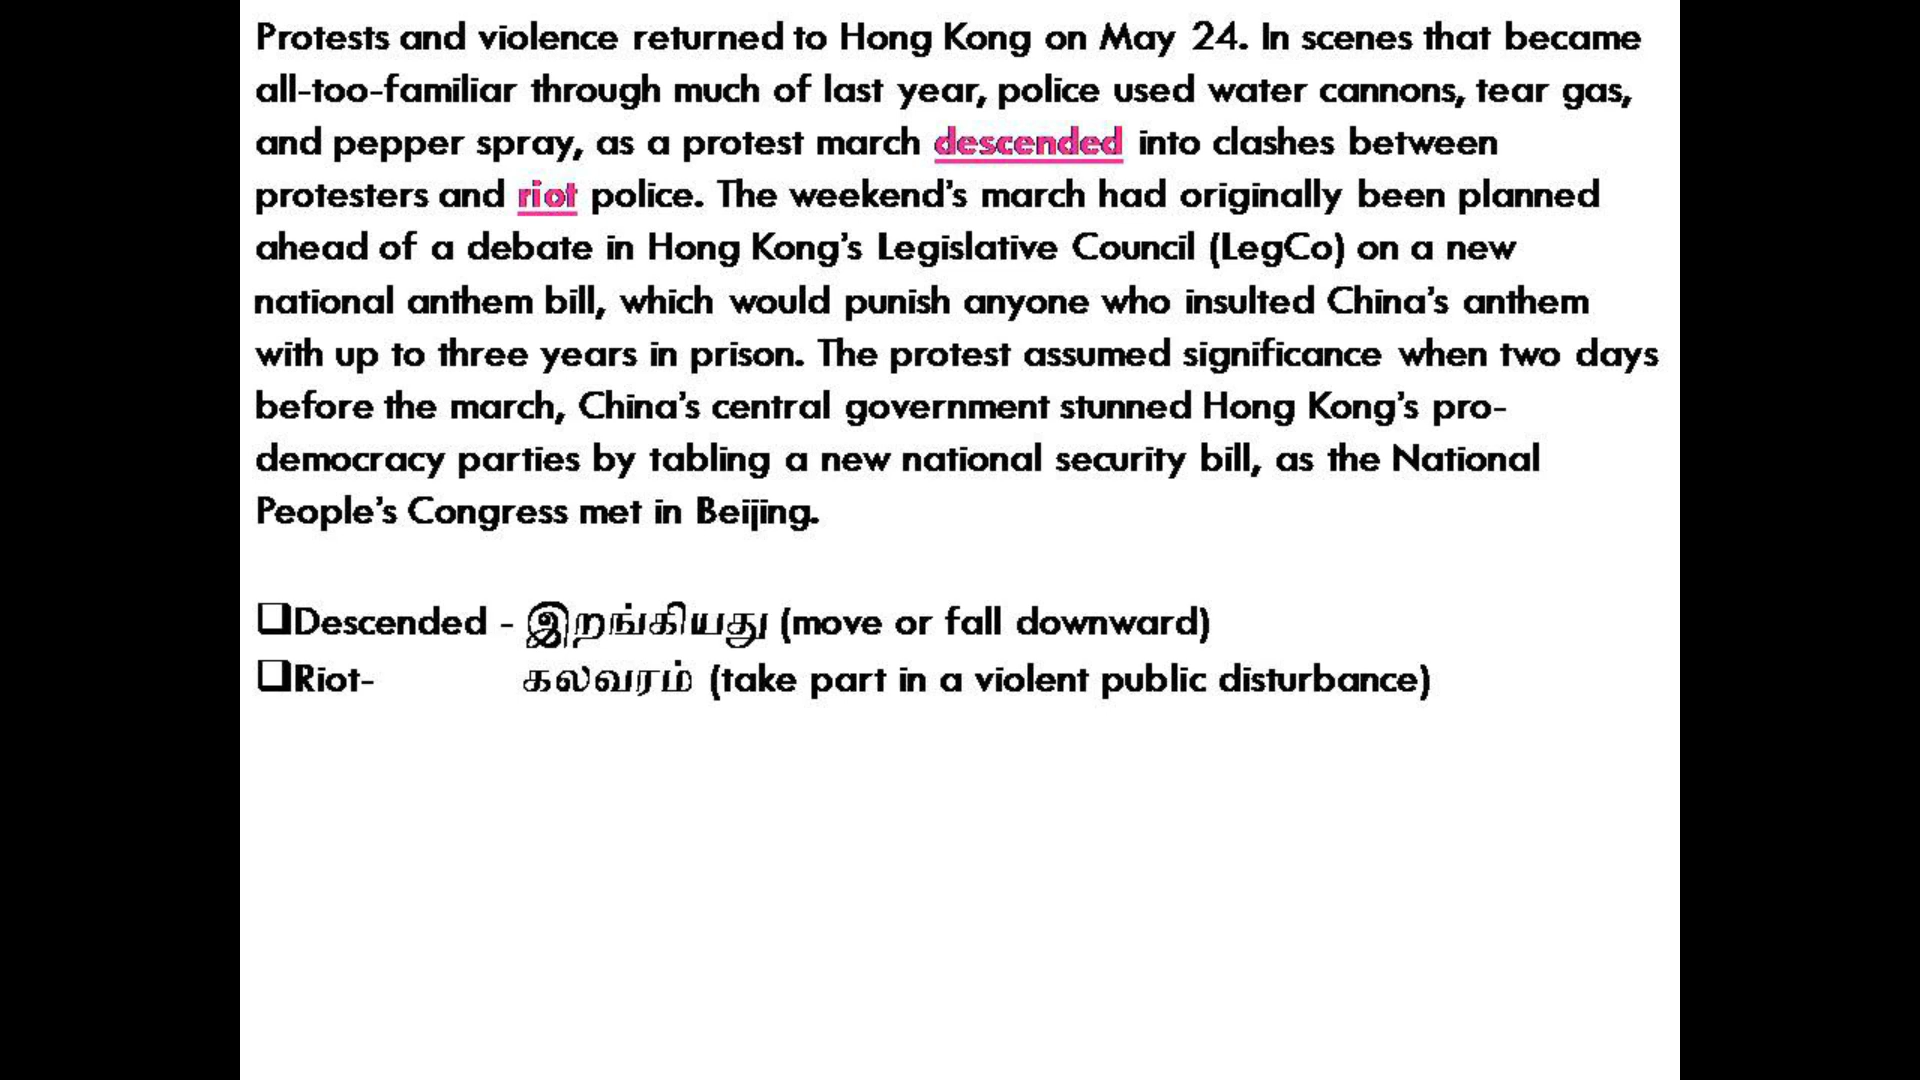 Protests and violence returned to Hong Kong on May 24. In scenes that became
all-too-familiar through much of last year, police used water cannons, tear gas,
and pepper spray, as a protest march descended into clashes between
protesters and riot police. The weekend’s march had originally been planned
ahead of a debate in Hong Kong’s Legislative Council (LegCo) on a new
national anthem bill, which would punish anyone who insulted China’s anthem
with up to three years in prison. The protest assumed significance when two days
before the march, China’s central government stunned Hong Kong’s pro-
democracy parties by tabling a new national security bill, as the National
People’s Congress met in Beijing.
❑Descended - இறங்கியது (move or fall downward)
❑Riot- கலவரம் (take part in a violent public disturbance)